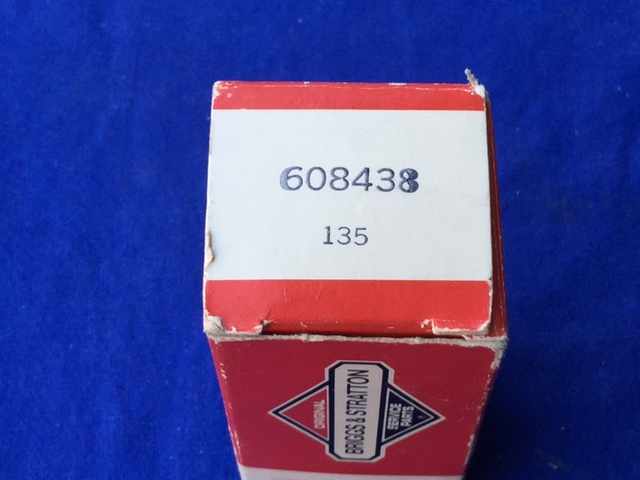 608438
135
ORIGINAL
BRIGGS & STRATTON
SERVICE
PARTS